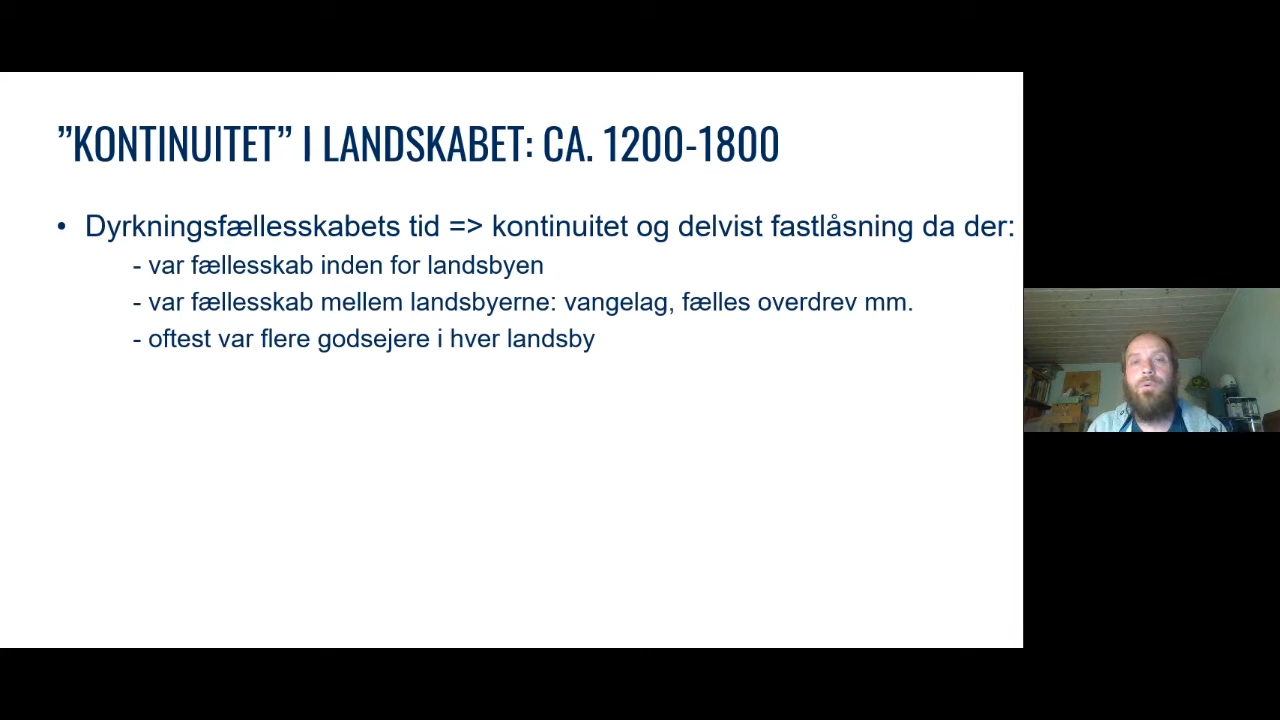 ”KONTINUITET” I LANDSKABET: CA. 1200-1800
• Dyrkningsfællesskabets tid => kontinuitet og delvist fastlåsning da der:
- var fællesskab inden for landsbyen
- var fællesskab mellem landsbyerne: vangelag, fælles overdrev mm.
- oftest var flere godsejere i hver landsby